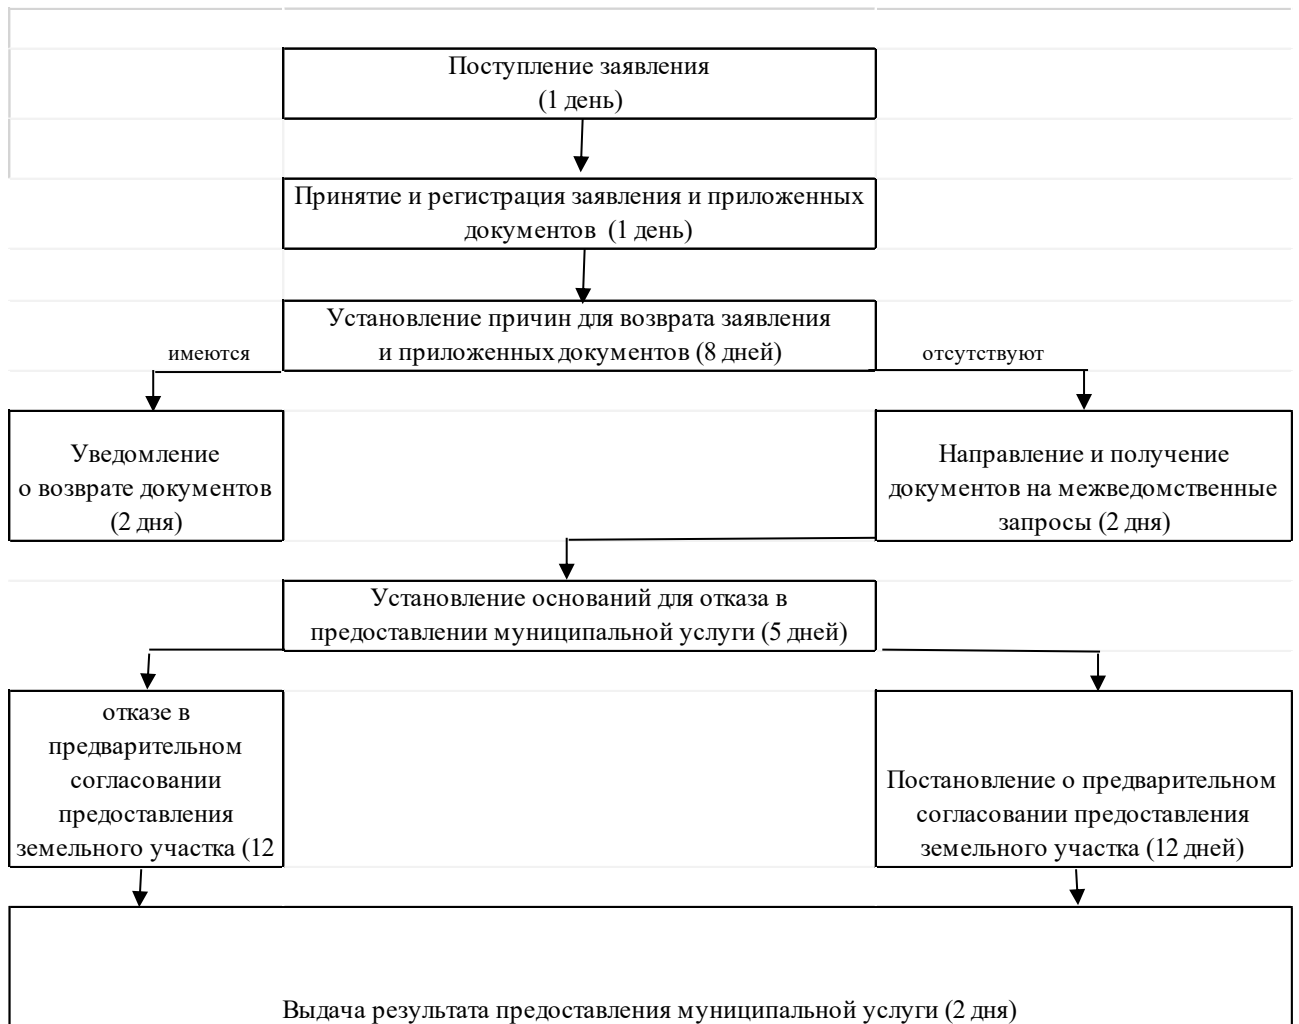 Поступление заявления
(1 день)
Принятие и регистрация заявления и приложенных
документов (1 день)
Установление причин для возврата заявления
и приложенных документов (8 дней)
имеются
отсутствуют
Уведомление
о возврате документов
(2 дня)
Направление и получение
документов на межведомственные
запросы (2 дня)
Установление оснований для отказа в
предоставлении муниципальной услуги (5 дней)
отказе в
предварительном
согласовании
предоставления
земельного участка (12
Постановление о предварительном
согласовании предоставления
земельного участка (12 дней)
Выдача результата предоставления муниципальной услуги (2 дня)